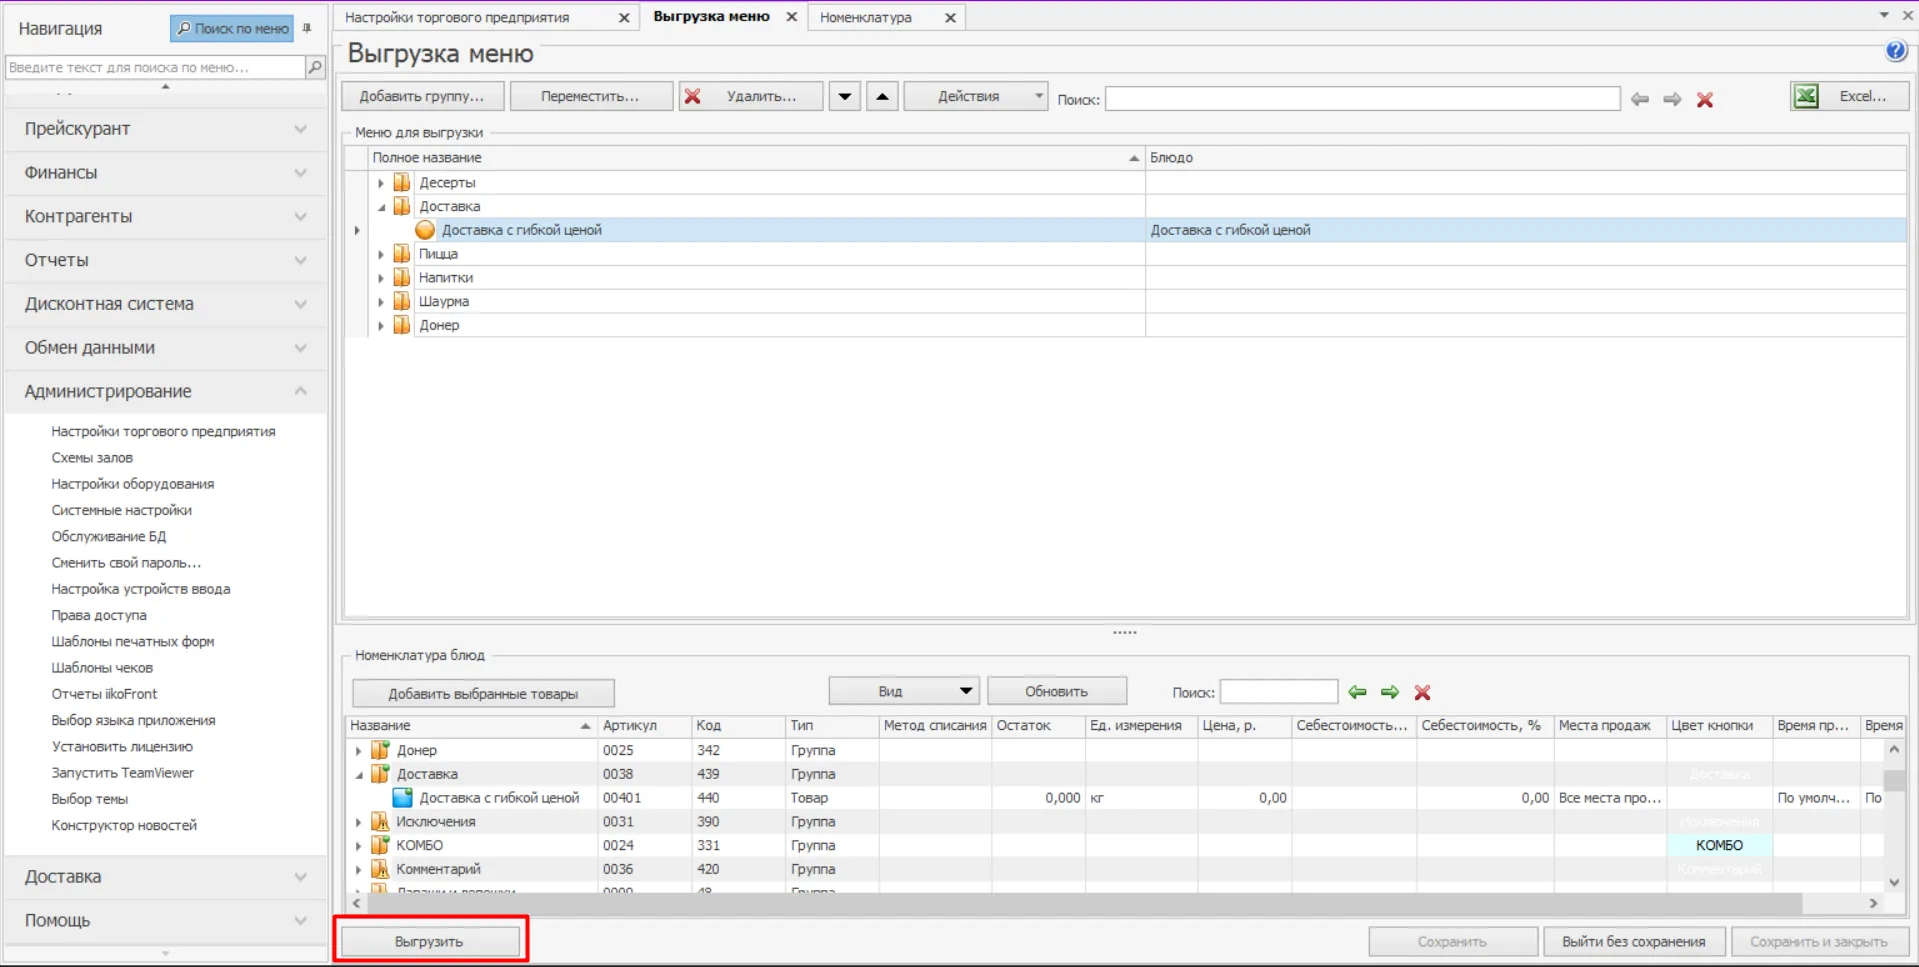 Навигация
Поиск по меню
Введите текст для поиска по меню...
Прейскурант
Финансы
Контрагенты
Отчеты
Дисконтная система
Обмен данными
Администрирование
Настройки торгового предприятия
Схемы залов
Настройки оборудования
Системные настройки
Обслуживание БД
Сменить свой пароль...
Настройка устройств ввода
Права доступа
Шаблоны печатных форм
Шаблоны чеков
Отчеты iikoFront
Выбор языка приложения
Установить лицензию
Запустить TeamViewer
Выбор темы
Конструктор новостей
Доставка
Помощь
Настройки торгового предприятия
Выгрузка меню
Номенклатура
Выгрузка меню
Добавить группу... Переместить... Удалить... Действия Поиск: Excel...
Меню для выгрузки
Полное название Блюдо
Десерты
Доставка
Доставка с гибкой ценой Доставка с гибкой ценой
Пицца
Напитки
Шаурма
Донер
Номенклатура блюд
Добавить выбранные товары Вид Обновить Поиск:
Название Артикул Код Тип Метод списания Остаток Ед. измерения Цена, р. Себестоимость... Себестоимость, % Места продаж Цвет кнопки Время пр... Время
Донер 0025 342 Группа
Доставка 0038 439 Группа Доставка
Доставка с гибкой ценой 00401 440 Товар 0,000 кг 0,00 0,00 Все места про... По умолч... По
Исключения 0031 390 Группа Исключения
КОМБО 0024 331 Группа КОМБО
Комментарий 0036 420 Группа Комментарий
Выгрузить Сохранить Выйти без сохранения Сохранить и закрыть